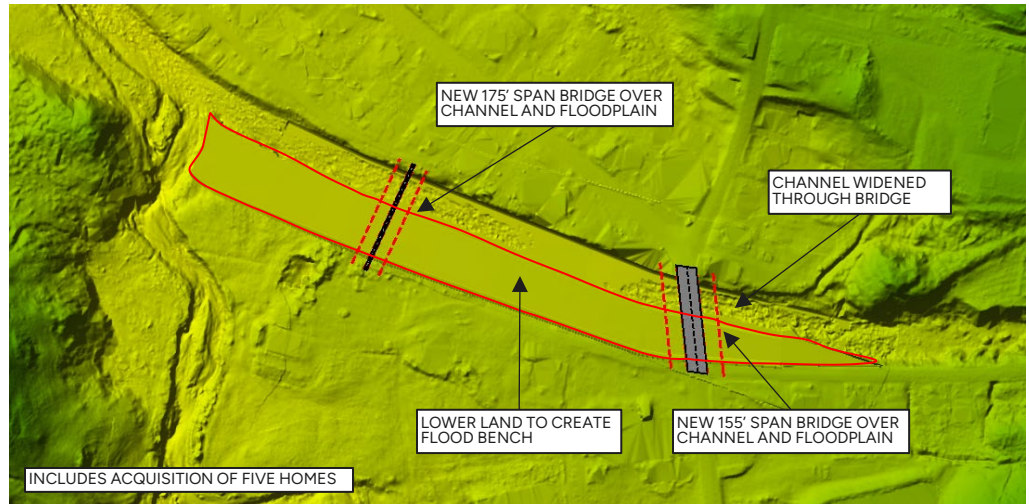 NEW 175' SPAN BRIDGE OVER
CHANNEL AND FLOODPLAIN
CHANNEL WIDENED
THROUGH BRIDGE
LOWER LAND TO CREATE
FLOOD BENCH
NEW 155' SPAN BRIDGE OVER
CHANNEL AND FLOODPLAIN
INCLUDES ACQUISITION OF FIVE HOMES